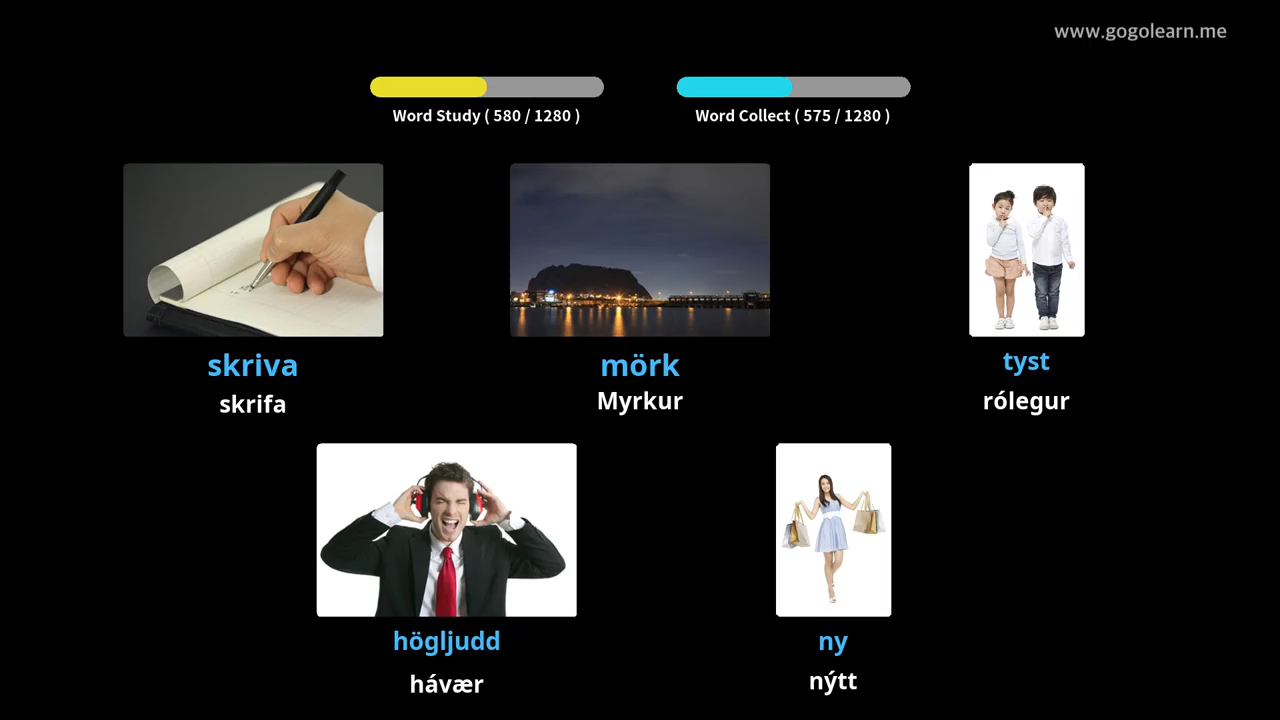 www.gogolearn.me
Word Study ( 580 / 1280 )
Word Collect ( 575 / 1280 )
skriva
skrifa
mörk
Myrkur
tyst
rólegur
högljudd
hávær
ny
nýtt